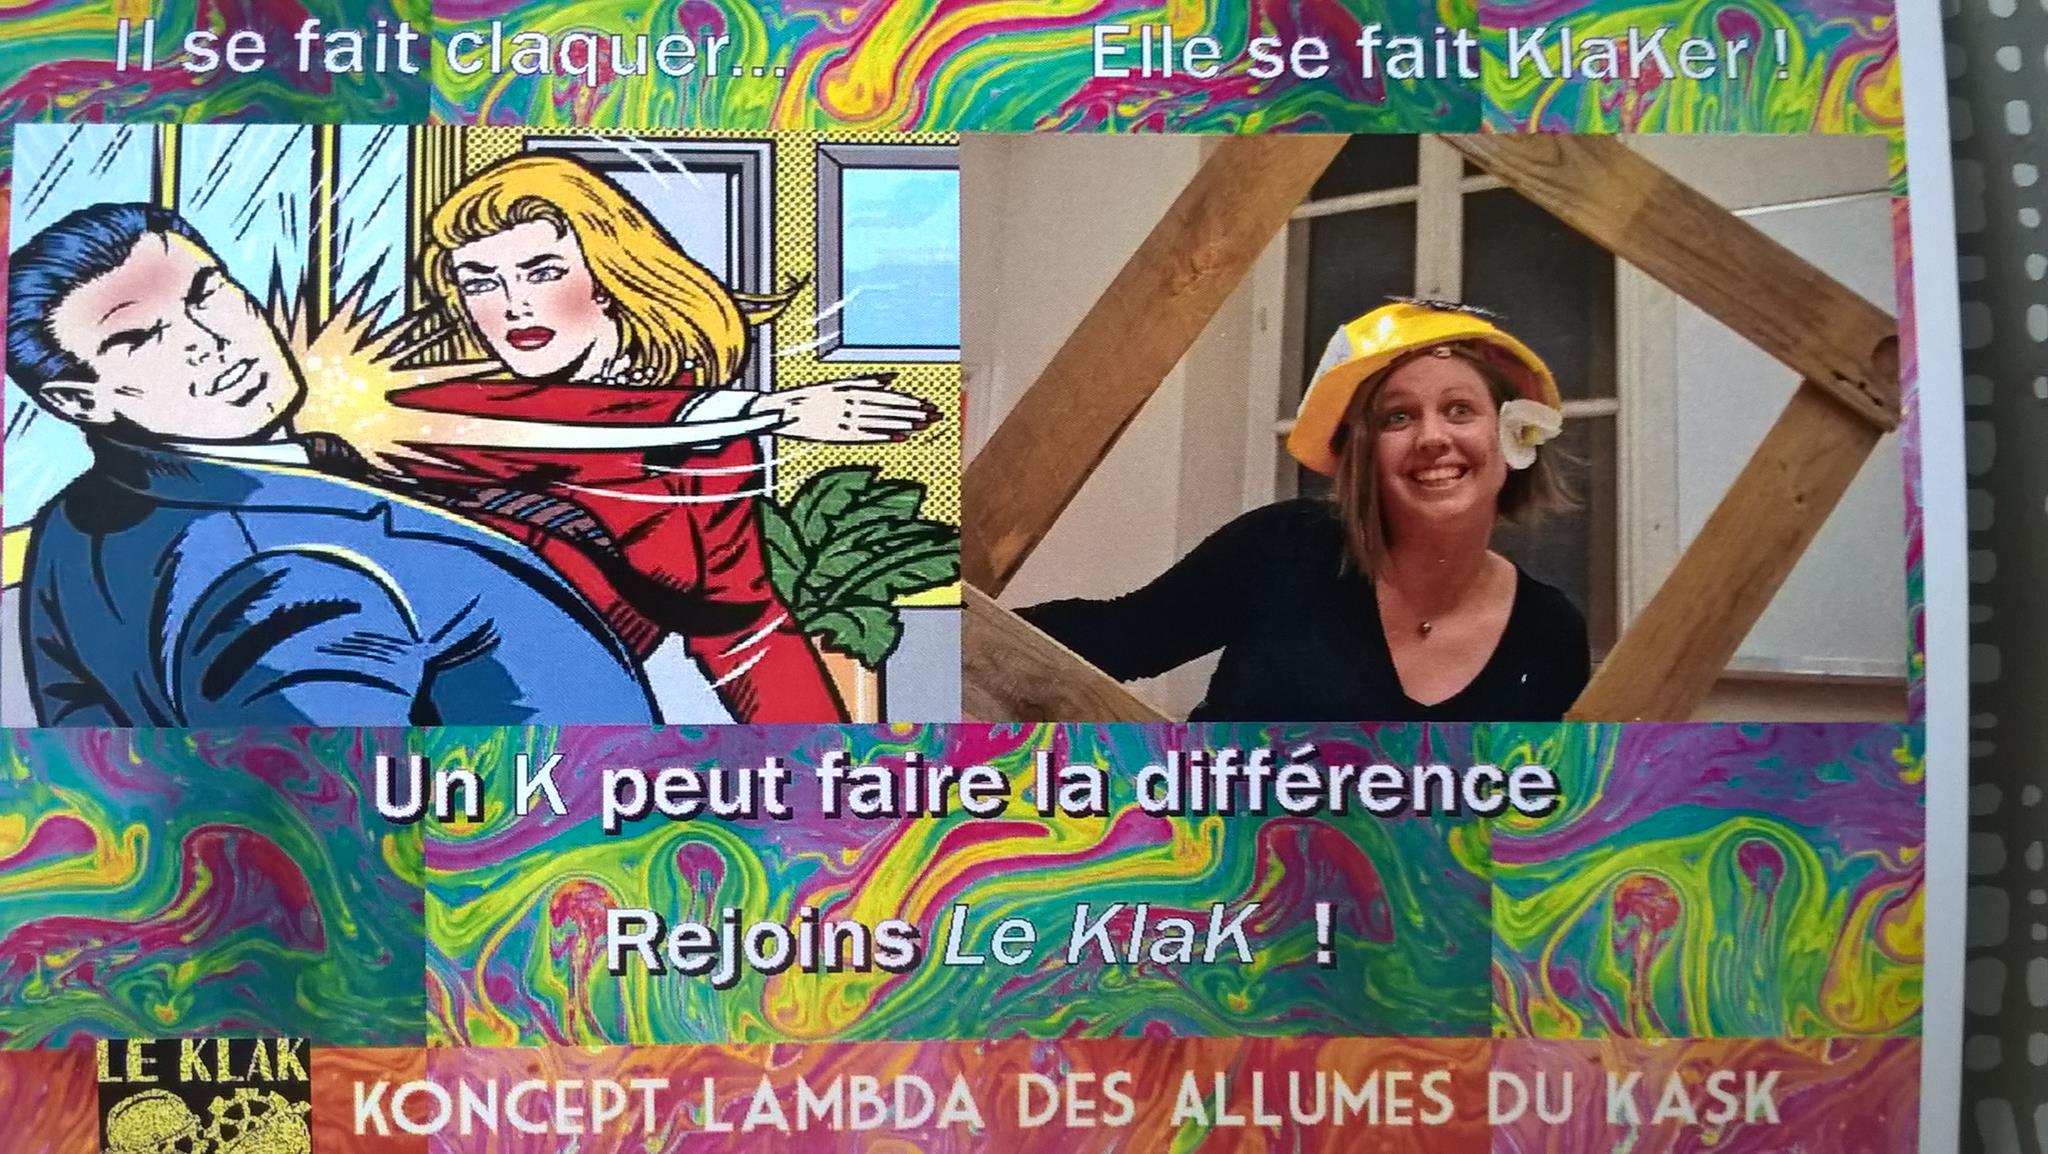 Il se fait claquer...
Elle se fait KlaKer !
Un K peut faire la différence
Rejoins Le KlaK !
LE KLAK
KONCEPT LAMBDA DES ALLUMES DU KASK